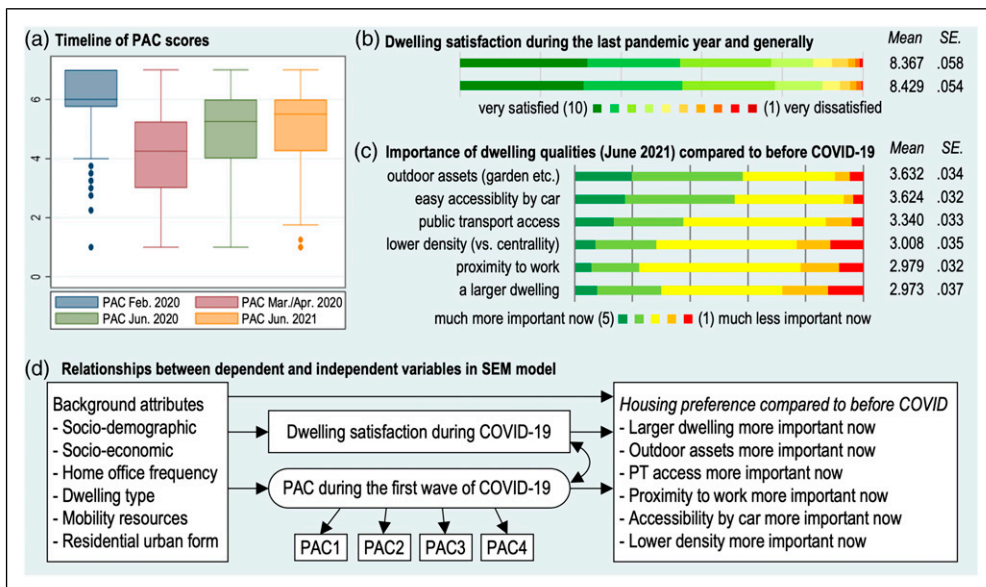 (a) Timeline of PAC scores
6
4
2
0
PAC Feb. 2020 PAC Mar./Apr. 2020
PAC Jun. 2020 PAC Jun. 2021
(b) Dwelling satisfaction during the last pandemic year and generally Mean SE.
8.367 .058
8.429 .054
very satisfied (10) (1) very dissatisfied
(c) Importance of dwelling qualities (June 2021) compared to before COVID-19 Mean SE.
outdoor assets (garden etc.) 3.632 .034
easy accessiblity by car 3.624 .032
public transport access 3.340 .033
lower density (vs. centrallity) 3.008 .035
proximity to work 2.979 .032
a larger dwelling 2.973 .037
much more important now (5) (1) much less important now
(d) Relationships between dependent and independent variables in SEM model
Background attributes
- Socio-demographic
- Socio-economic
- Home office frequency
- Dwelling type
- Mobility resources
- Residential urban form
Dwelling satisfaction during COVID-19
PAC during the first wave of COVID-19
PAC1 PAC2 PAC3 PAC4
Housing preference compared to before COVID
- Larger dwelling more important now
- Outdoor assets more important now
- PT access more important now
- Proximity to work more important now
- Accessibility by car more important now
- Lower density more important now